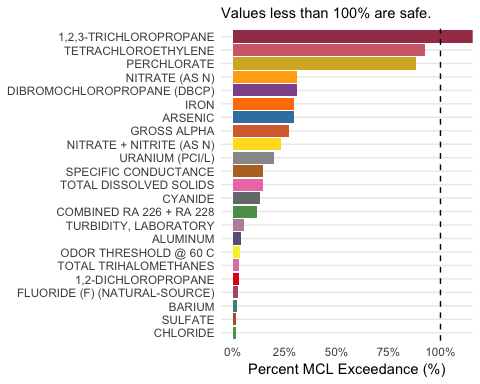 Values less than 100% are safe.
1,2,3-TRICHLOROPROPANE
TETRACHLOROETHYLENE
PERCHLORATE
NITRATE (AS N)
DIBROMOCHLOROPROPANE (DBCP)
IRON
ARSENIC
GROSS ALPHA
NITRATE + NITRITE (AS N)
URANIUM (PCI/L)
SPECIFIC CONDUCTANCE
TOTAL DISSOLVED SOLIDS
CYANIDE
COMBINED RA 226 + RA 228
TURBIDITY, LABORATORY
ALUMINUM
ODOR THRESHOLD @ 60 C
TOTAL TRIHALOMETHANES
1,2-DICHLOROPROPANE
FLUORIDE (F) (NATURAL-SOURCE)
BARIUM
SULFATE
CHLORIDE
0% 25% 50% 75% 100%
Percent MCL Exceedance (%)